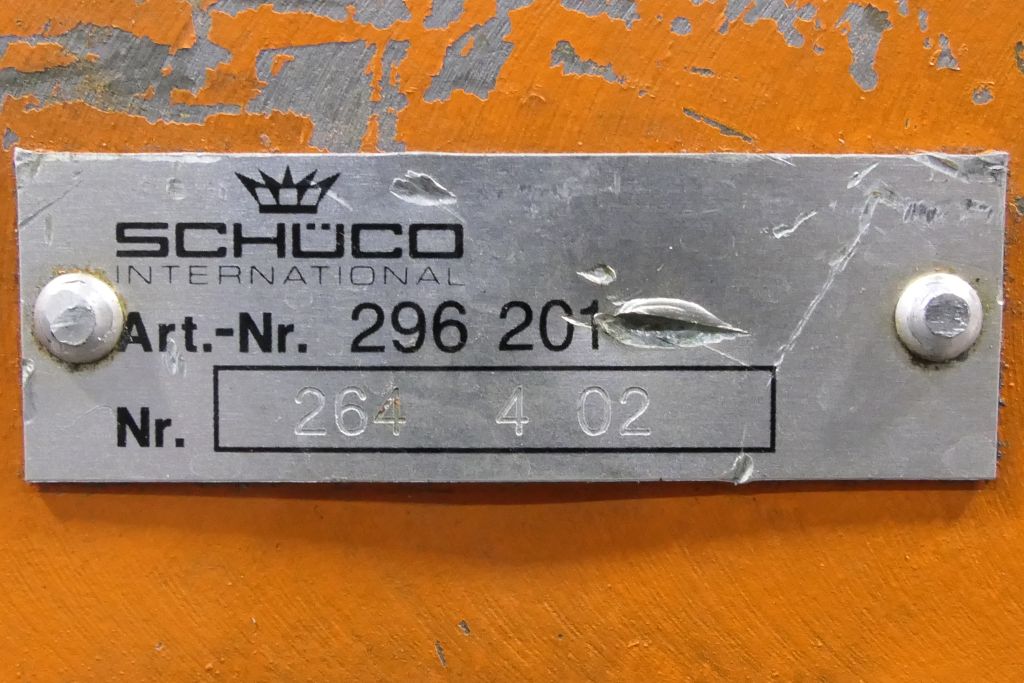 SCHÜCO
INTERNATIONAL
Art.-Nr. 296 201
Nr. 264 4 02